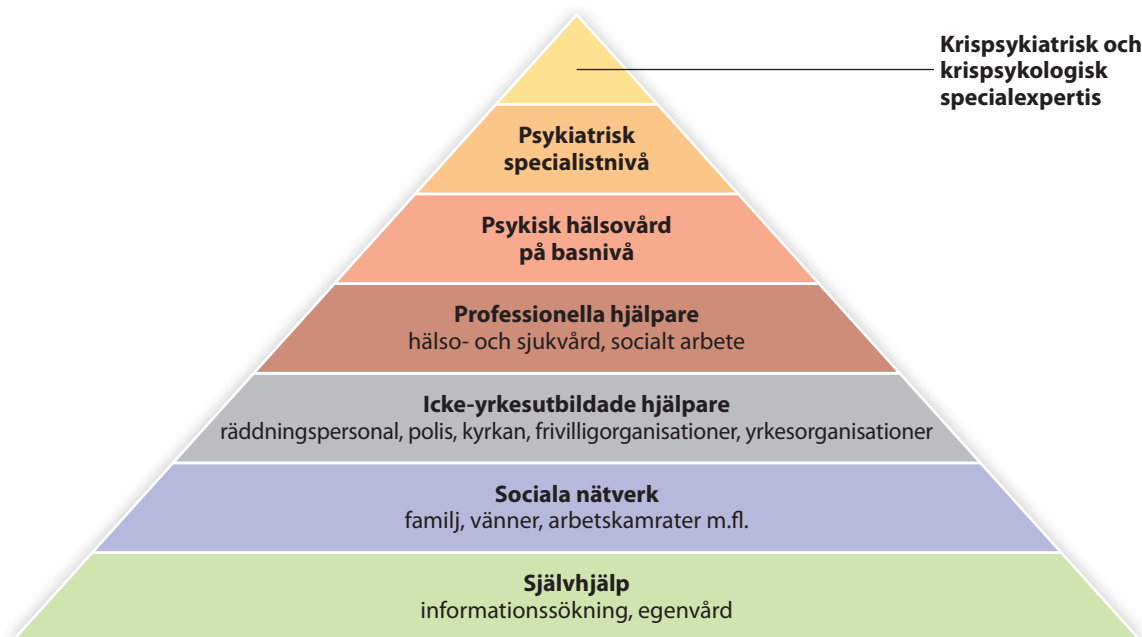 Krispsykiatrisk och
krispsykologisk
specialexpertis
Psykiatrisk
specialistnivå
Psykisk hälsovård
på basnivå
Professionella hjälpare
hälso- och sjukvård, socialt arbete
Icke-yrkesutbildade hjälpare
räddningspersonal, polis, kyrkan, frivilligorganisationer, yrkesorganisationer
Sociala nätverk
familj, vänner, arbetskamrater m.fl.
Självhjälp
informationssökning, egenvård